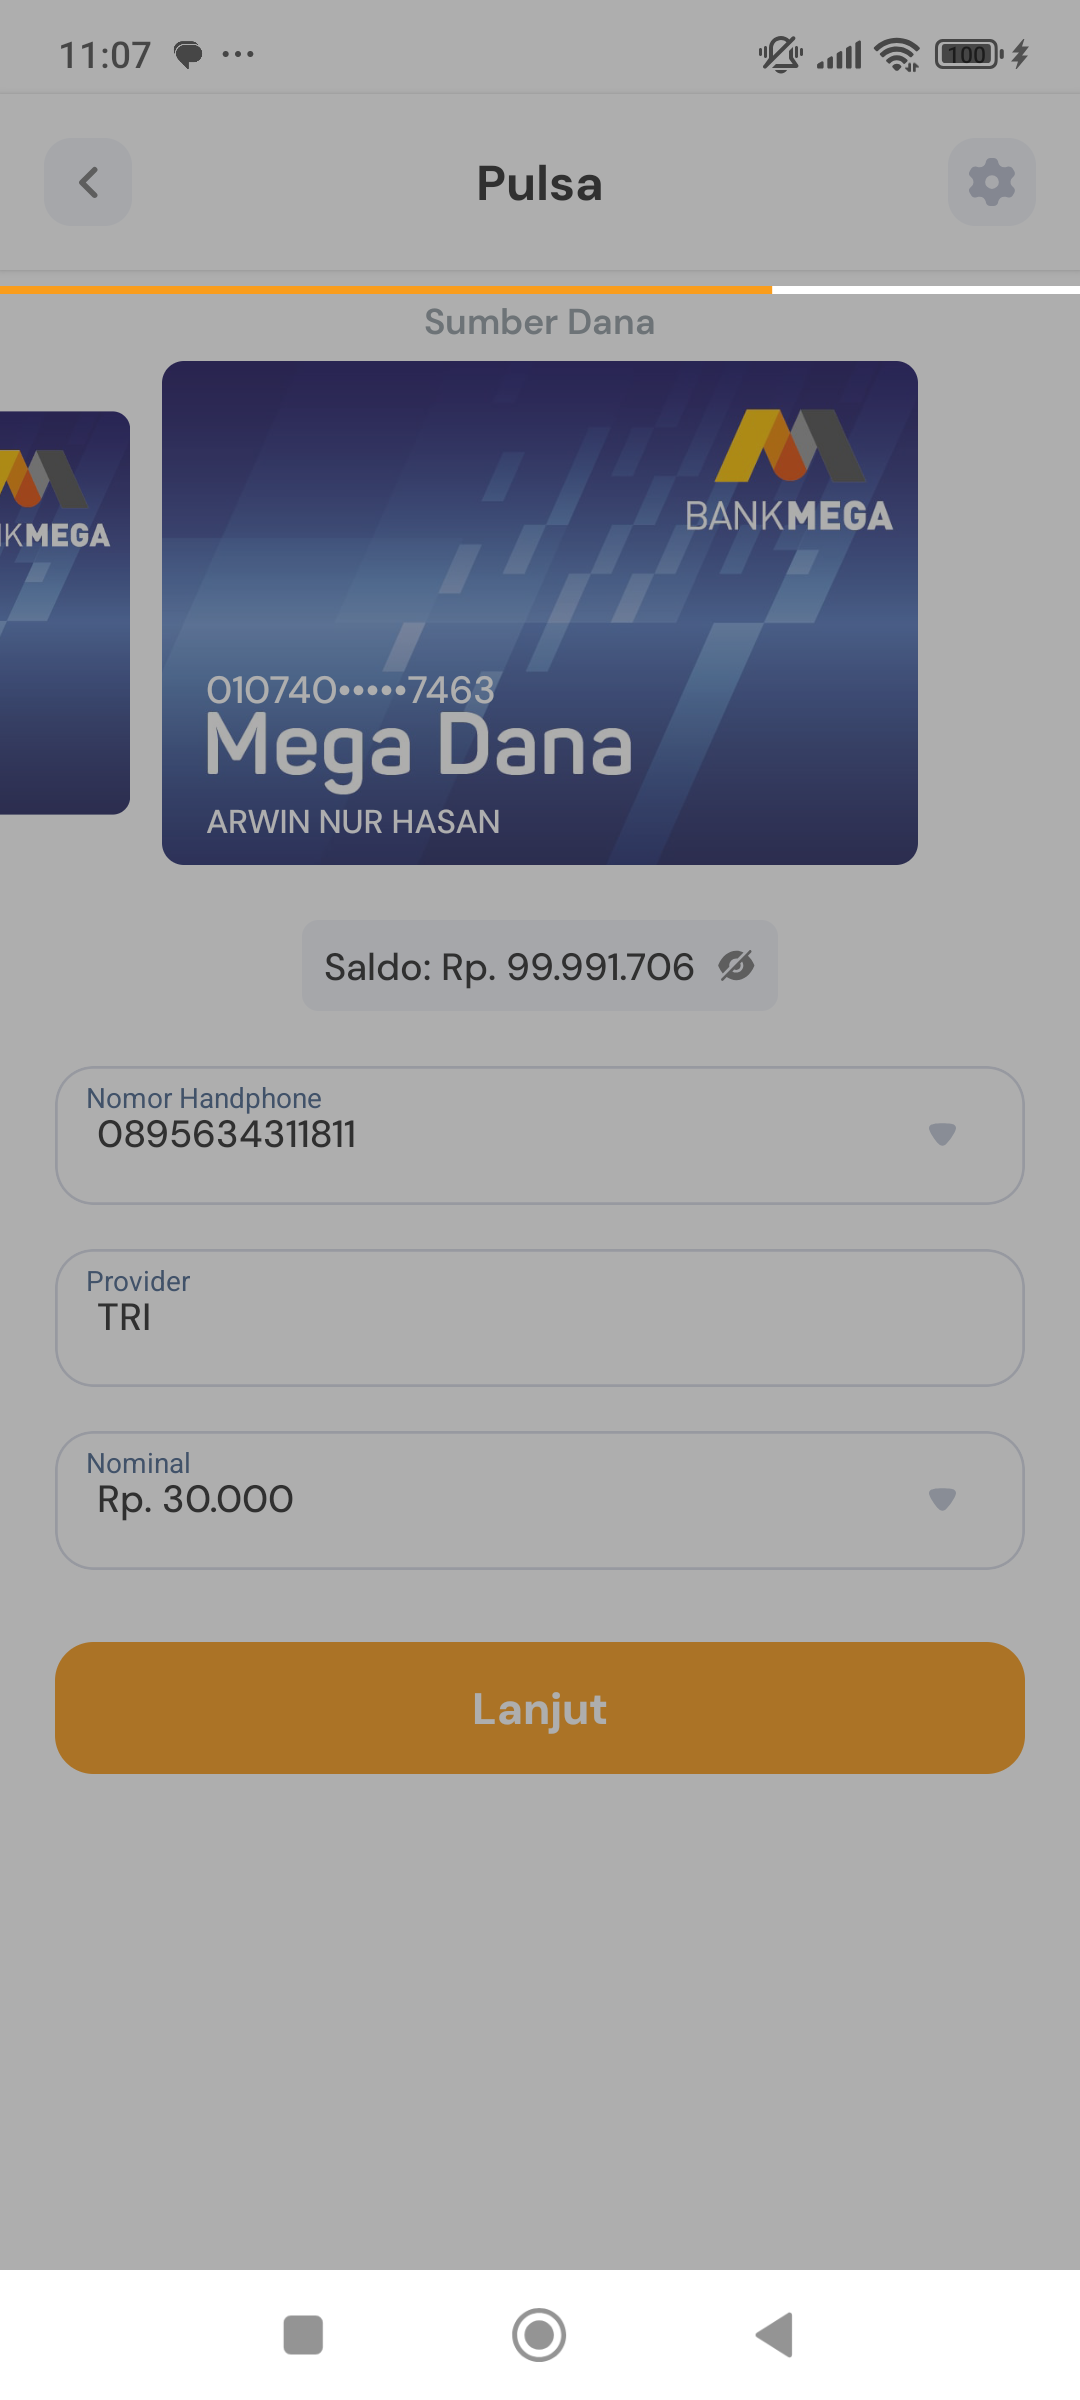 11:07
100
Pulsa
Sumber Dana
BANKMEGA
KMEGA
010740•••••7463
Mega Dana
ARWIN NUR HASAN
Saldo: Rp. 99.991.706
Nomor Handphone
0895634311811
Provider
TRI
Nominal
Rp. 30.000
Lanjut